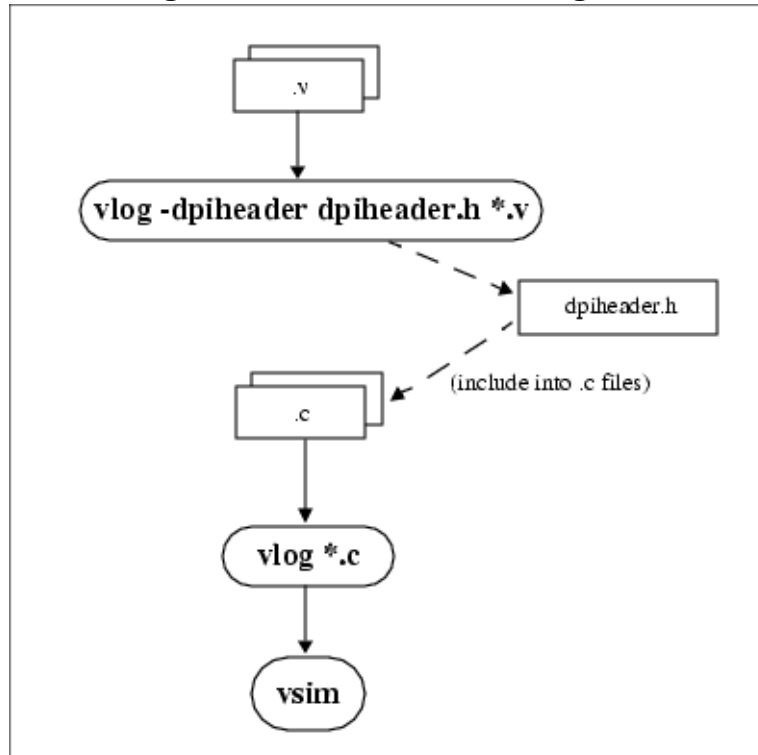 .v
vlog -dpiheader dpiheader.h *.v
dpiheader.h
(include into .c files)
.c
vlog *.c
vsim